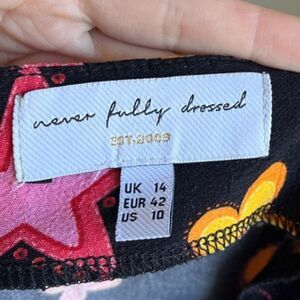 never fully dressed
EST.2009
UK 14
EUR 42
US 10